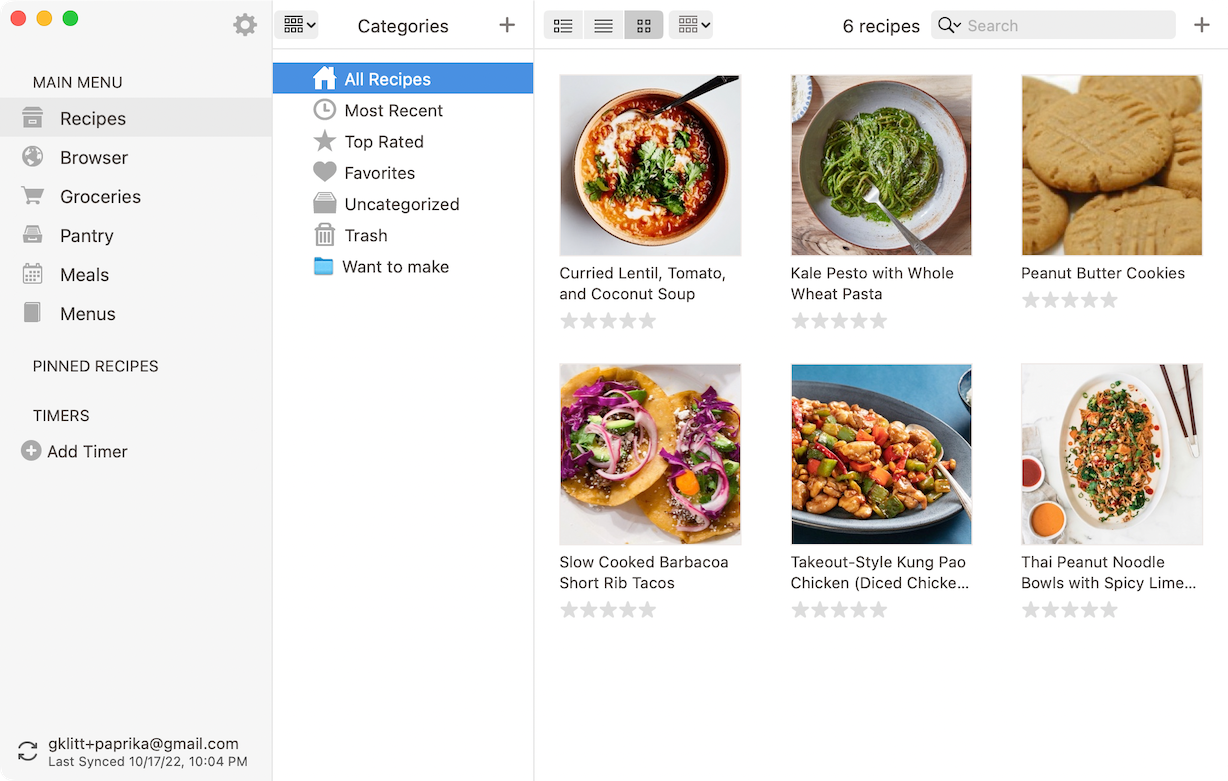 MAIN MENU
Recipes
Browser
Groceries
Pantry
Meals
Menus
PINNED RECIPES
TIMERS
Add Timer
gklitt+paprika@gmail.com
Last Synced 10/17/22, 10:04 PM
Categories
All Recipes
Most Recent
Top Rated
Favorites
Uncategorized
Trash
Want to make
6 recipes
Search
Curried Lentil, Tomato,
and Coconut Soup
Kale Pesto with Whole
Wheat Pasta
Peanut Butter Cookies
Slow Cooked Barbacoa
Short Rib Tacos
Takeout-Style Kung Pao
Chicken (Diced Chicke...
Thai Peanut Noodle
Bowls with Spicy Lime...